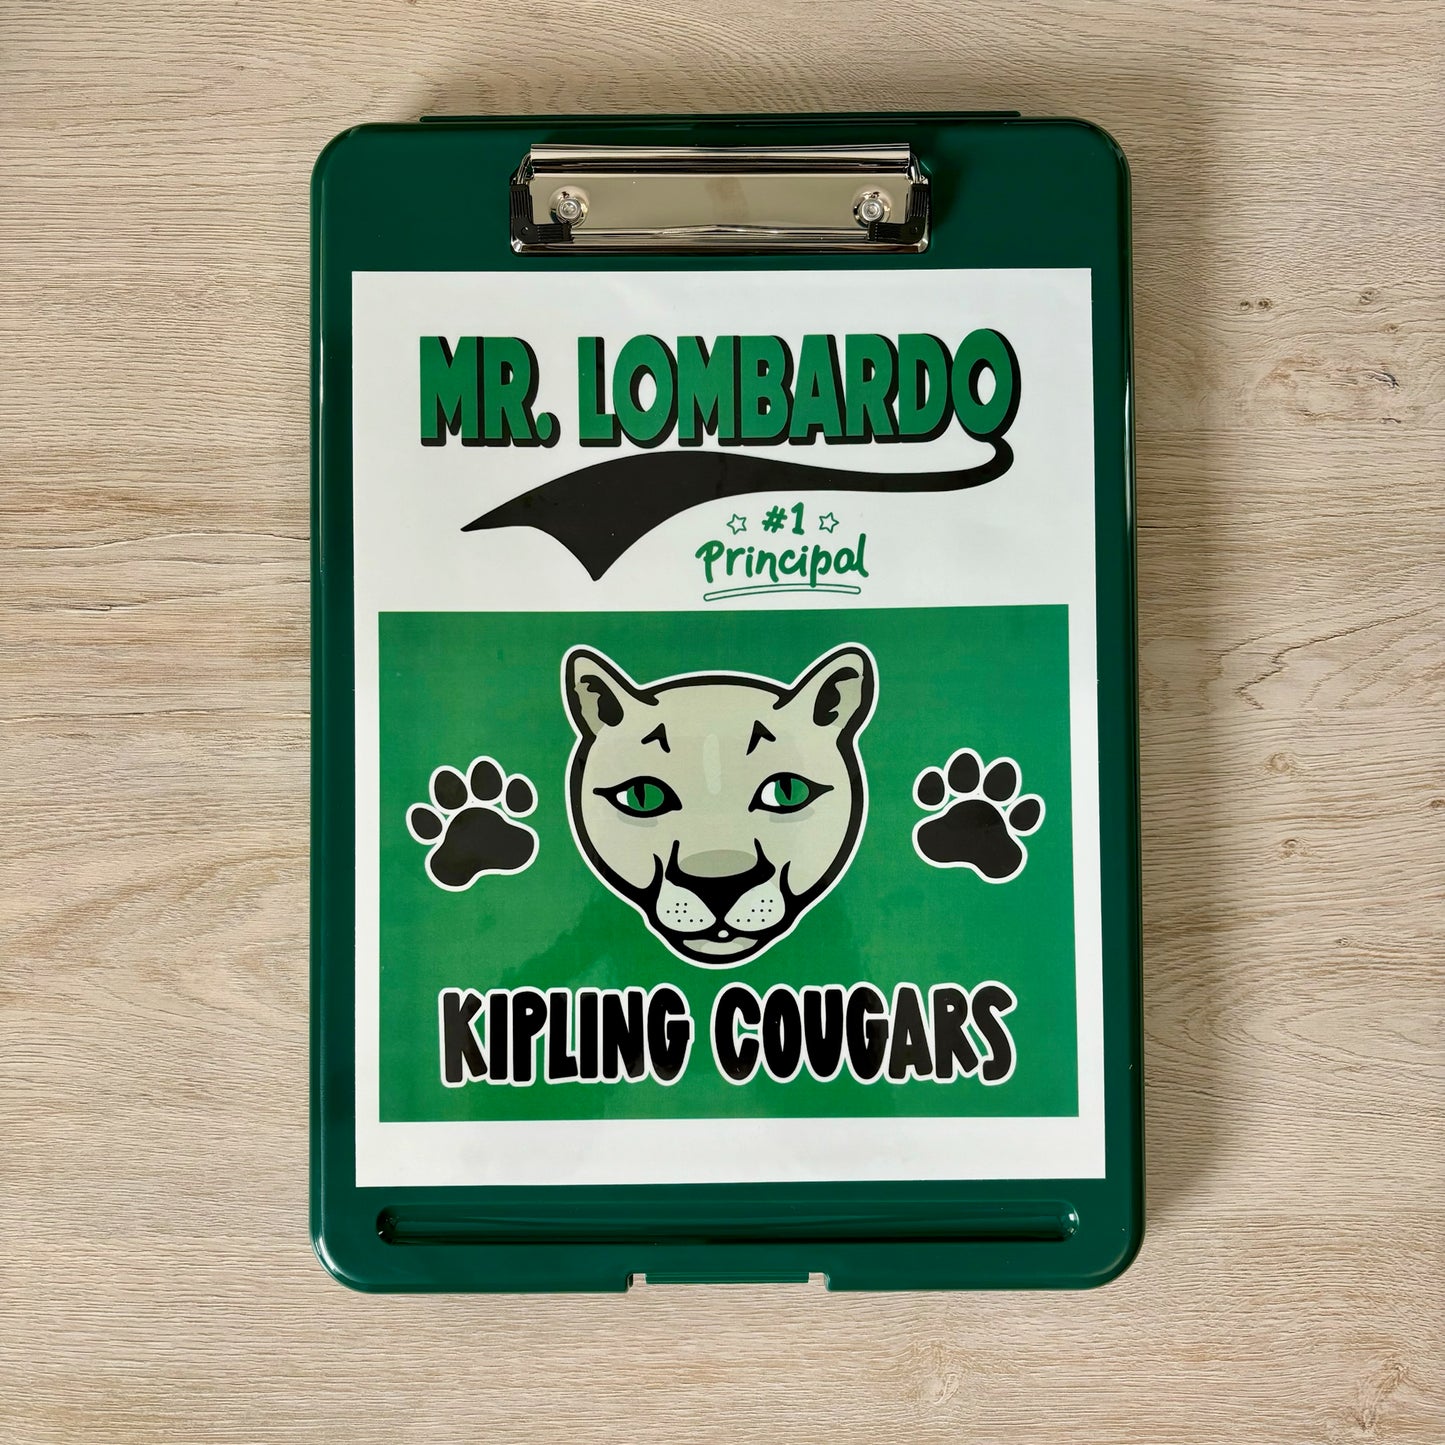 MR. LOMBARDO
#1
Principal
KIPLING COUGARS